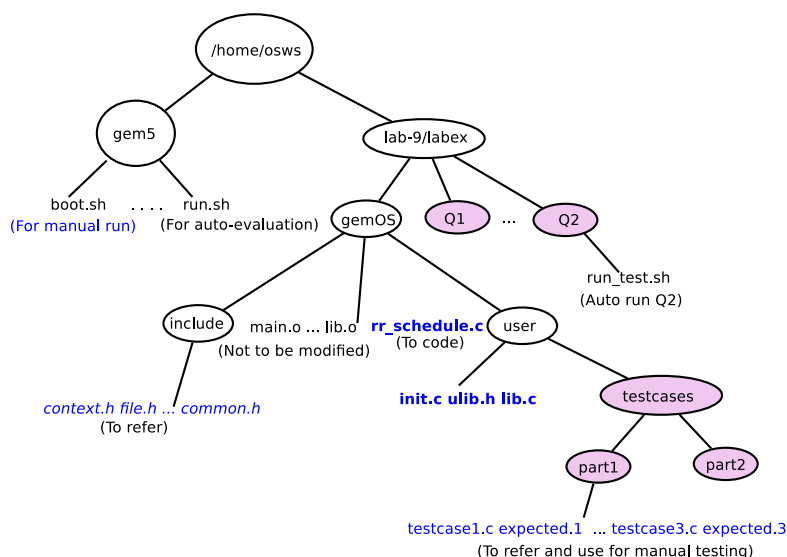 /home/osws
gem5
lab-9/labex
boot.sh . . . . run.sh
(For manual run) (For auto-evaluation)
gemOS
Q1 ... Q2
run_test.sh
(Auto run Q2)
include
main.o ... lib.o
(Not to be modified)
rr_schedule.c
(To code)
user
context.h file.h ... common.h
(To refer)
init.c ulib.h lib.c
testcases
part1
part2
testcase1.c expected.1 ... testcase3.c expected.3
(To refer and use for manual testing)